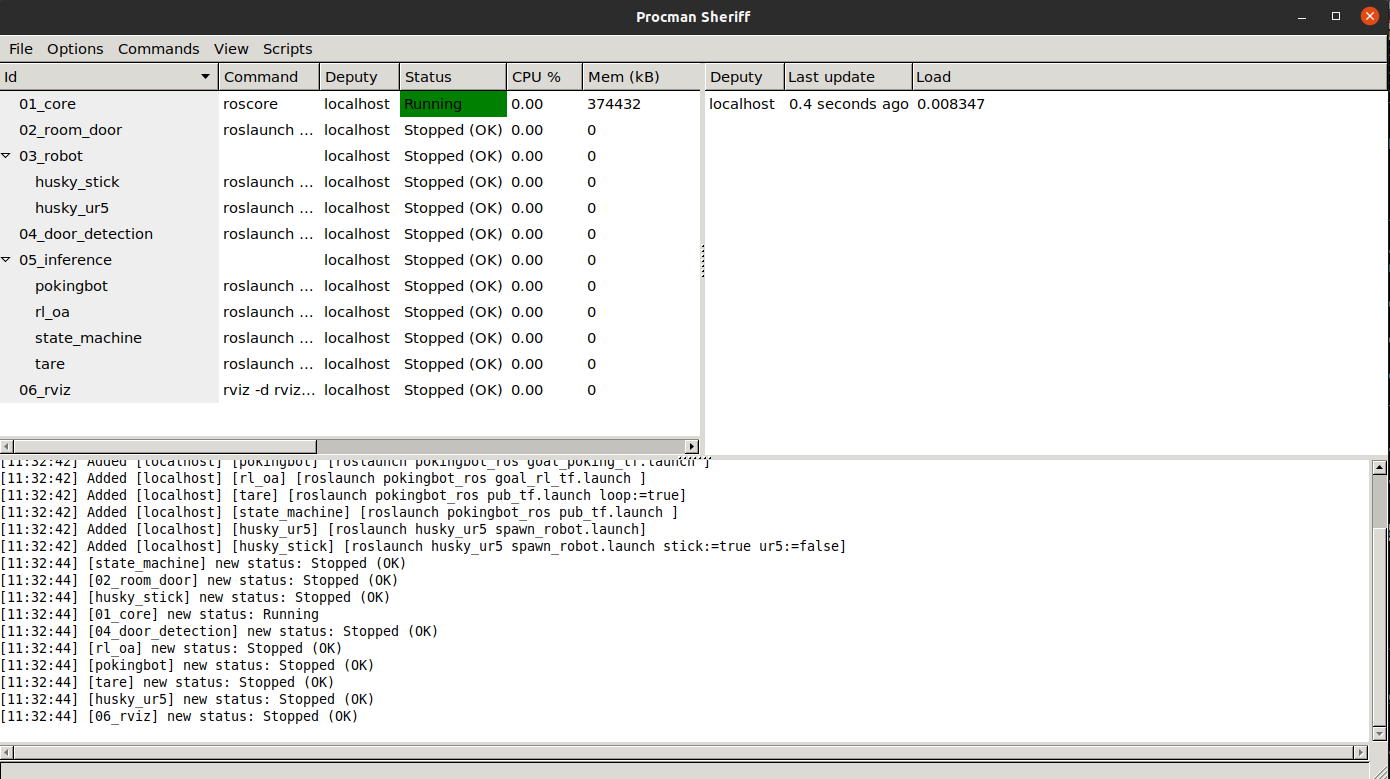 Procman Sheriff
File Options Commands View Scripts
Id Command Deputy Status CPU % Mem (kB) Deputy Last update Load
01_core roscore localhost Running 0.00 374432 localhost 0.4 seconds ago 0.008347
02_room_door roslaunch ... localhost Stopped (OK) 0.00 0
03_robot localhost Stopped (OK) 0.00 0
husky_stick roslaunch ... localhost Stopped (OK) 0.00 0
husky_ur5 roslaunch ... localhost Stopped (OK) 0.00 0
04_door_detection roslaunch ... localhost Stopped (OK) 0.00 0
05_inference localhost Stopped (OK) 0.00 0
pokingbot roslaunch ... localhost Stopped (OK) 0.00 0
rl_oa roslaunch ... localhost Stopped (OK) 0.00 0
state_machine roslaunch ... localhost Stopped (OK) 0.00 0
tare roslaunch ... localhost Stopped (OK) 0.00 0
06_rviz rviz -d rviz... localhost Stopped (OK) 0.00 0
[11:32:42] Added [localhost] [pokingbot] [roslaunch pokingbot_ros goal_poking_tf.launch ]
[11:32:42] Added [localhost] [rl_oa] [roslaunch pokingbot_ros goal_rl_tf.launch ]
[11:32:42] Added [localhost] [tare] [roslaunch pokingbot_ros pub_tf.launch loop:=true]
[11:32:42] Added [localhost] [state_machine] [roslaunch pokingbot_ros pub_tf.launch ]
[11:32:42] Added [localhost] [husky_ur5] [roslaunch husky_ur5 spawn_robot.launch]
[11:32:42] Added [localhost] [husky_stick] [roslaunch husky_ur5 spawn_robot.launch stick:=true ur5:=false]
[11:32:44] [state_machine] new status: Stopped (OK)
[11:32:44] [02_room_door] new status: Stopped (OK)
[11:32:44] [husky_stick] new status: Stopped (OK)
[11:32:44] [01_core] new status: Running
[11:32:44] [04_door_detection] new status: Stopped (OK)
[11:32:44] [rl_oa] new status: Stopped (OK)
[11:32:44] [pokingbot] new status: Stopped (OK)
[11:32:44] [tare] new status: Stopped (OK)
[11:32:44] [husky_ur5] new status: Stopped (OK)
[11:32:44] [06_rviz] new status: Stopped (OK)